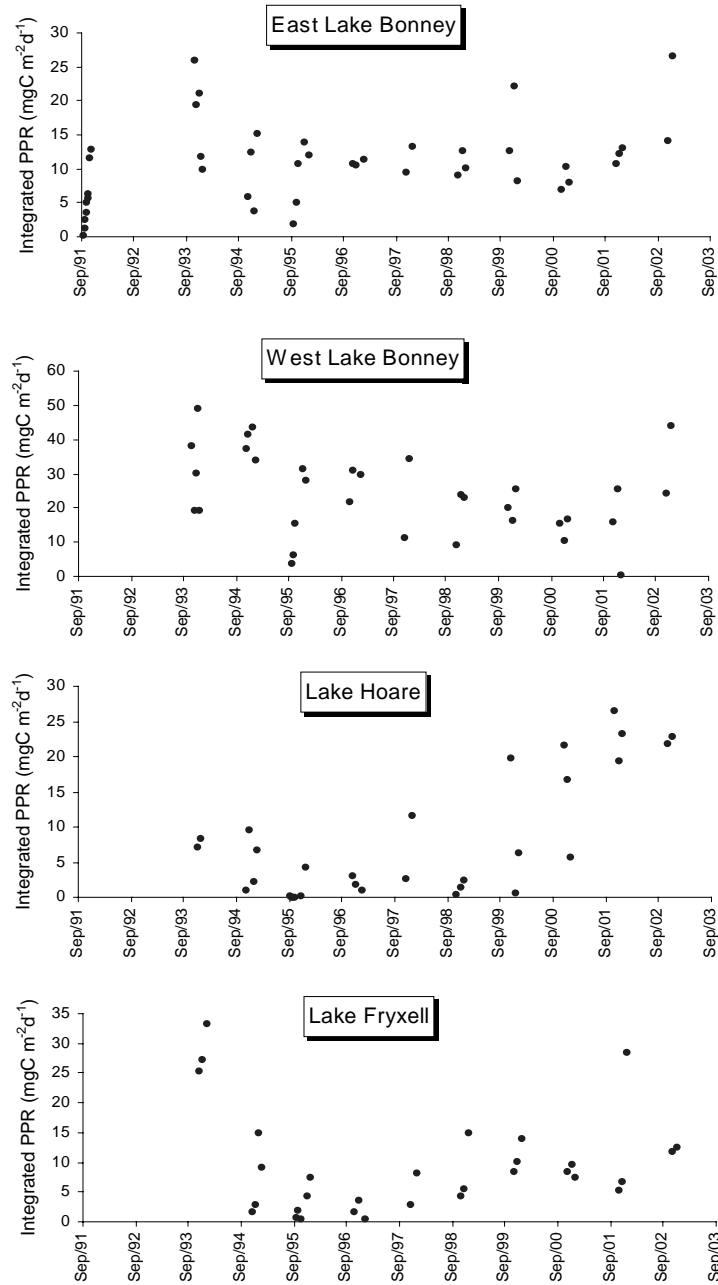 East Lake Bonney
Integrated PPR (mgC m-2d-1)
30
25
20
15
10
5
0
Sep/91
Sep/92
Sep/93
Sep/94
Sep/95
Sep/96
Sep/97
Sep/98
Sep/99
Sep/00
Sep/01
Sep/02
Sep/03
West Lake Bonney
Integrated PPR (mgC m-2d-1)
60
50
40
30
20
10
0
Sep/91
Sep/92
Sep/93
Sep/94
Sep/95
Sep/96
Sep/97
Sep/98
Sep/99
Sep/00
Sep/01
Sep/02
Sep/03
Lake Hoare
Integrated PPR (mgC m-2d-1)
30
25
20
15
10
5
0
Sep/91
Sep/92
Sep/93
Sep/94
Sep/95
Sep/96
Sep/97
Sep/98
Sep/99
Sep/00
Sep/01
Sep/02
Sep/03
Lake Fryxell
Integrated PPR (mgC m-2d-1)
35
30
25
20
15
10
5
0
Sep/91
Sep/92
Sep/93
Sep/94
Sep/95
Sep/96
Sep/97
Sep/98
Sep/99
Sep/00
Sep/01
Sep/02
Sep/03